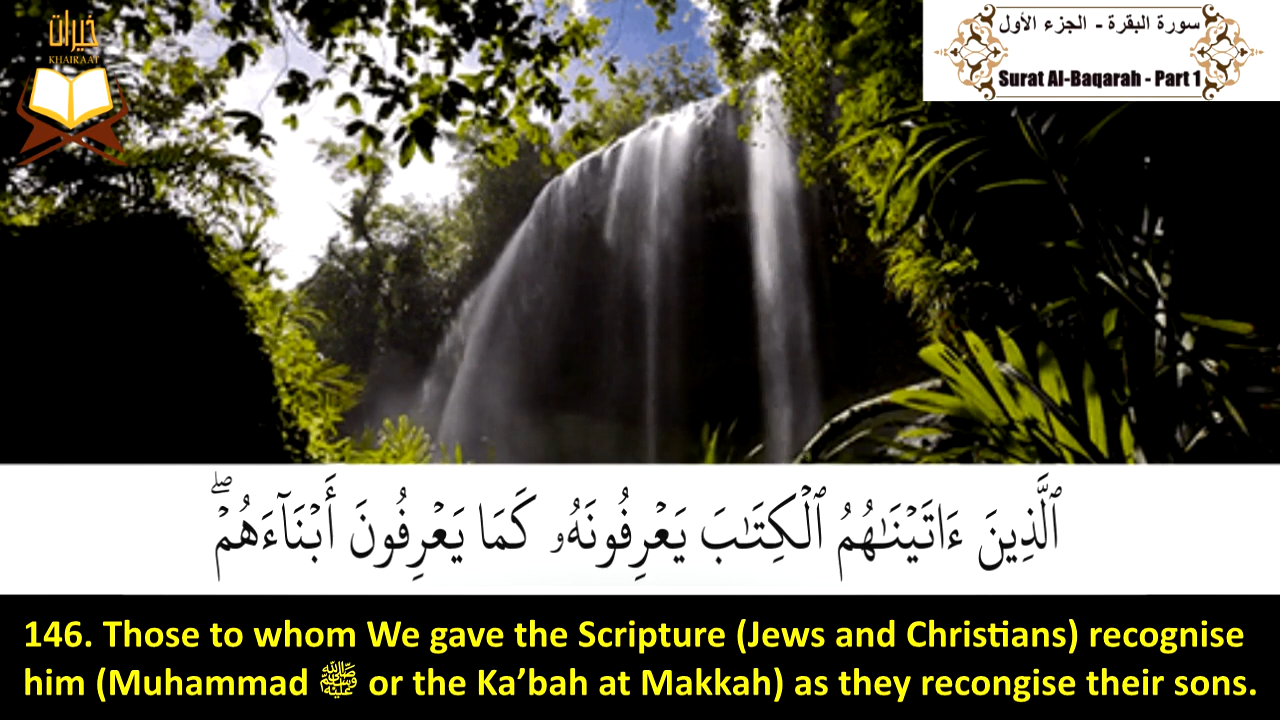 خيرات
KHAIRAAT
سورة البقرة - الجزء الأول
Surat Al-Baqarah - Part 1
ٱلَّذِينَ ءَاتَيْنَـٰهُمُ ٱلْكِتَـٰبَ يَعْرِفُونَهُۥ كَمَا يَعْرِفُونَ أَبْنَآءَهُمْ ۖ
146. Those to whom We gave the Scripture (Jews and Christians) recognise
him (Muhammad ﷺ or the Ka’bah at Makkah) as they recongise their sons.